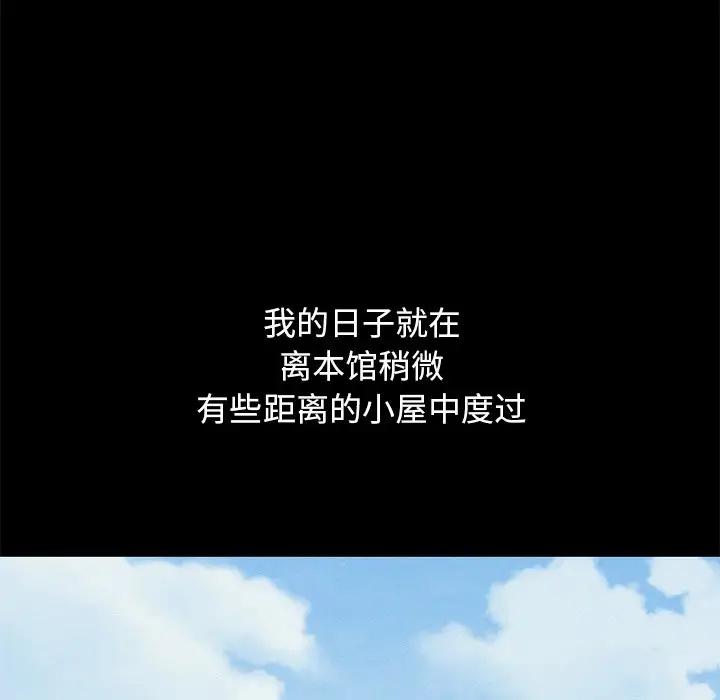 我的日子就在
离本馆稍微
有些距离的小屋中度过